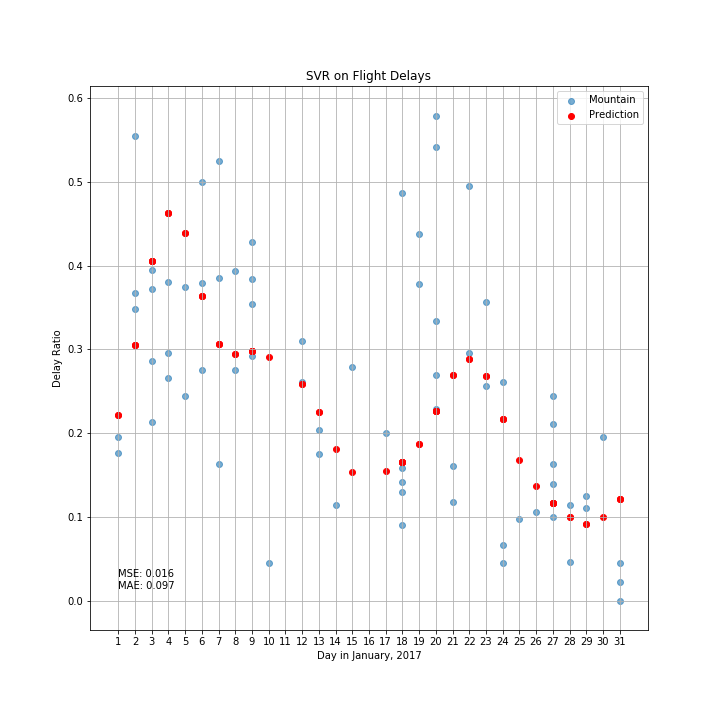 SVR on Flight Delays
Mountain
Prediction
0.6
0.5
0.4
0.3
0.2
0.1
0.0
Delay Ratio
MSE: 0.016
MAE: 0.097
1 2 3 4 5 6 7 8 9 10 11 12 13 14 15 16 17 18 19 20 21 22 23 24 25 26 27 28 29 30 31
Day in January, 2017